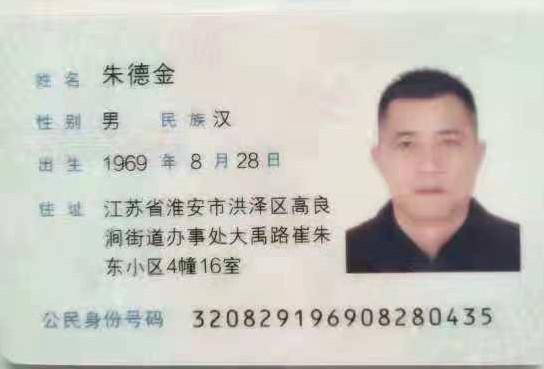 姓名 朱德金
性别 男 民族 汉
出生 1969 年 8 月 28 日
住址 江苏省淮安市洪泽区高良
涧街道办事处大禹路崔朱
东小区4幢16室
公民身份号码 320829196908280435